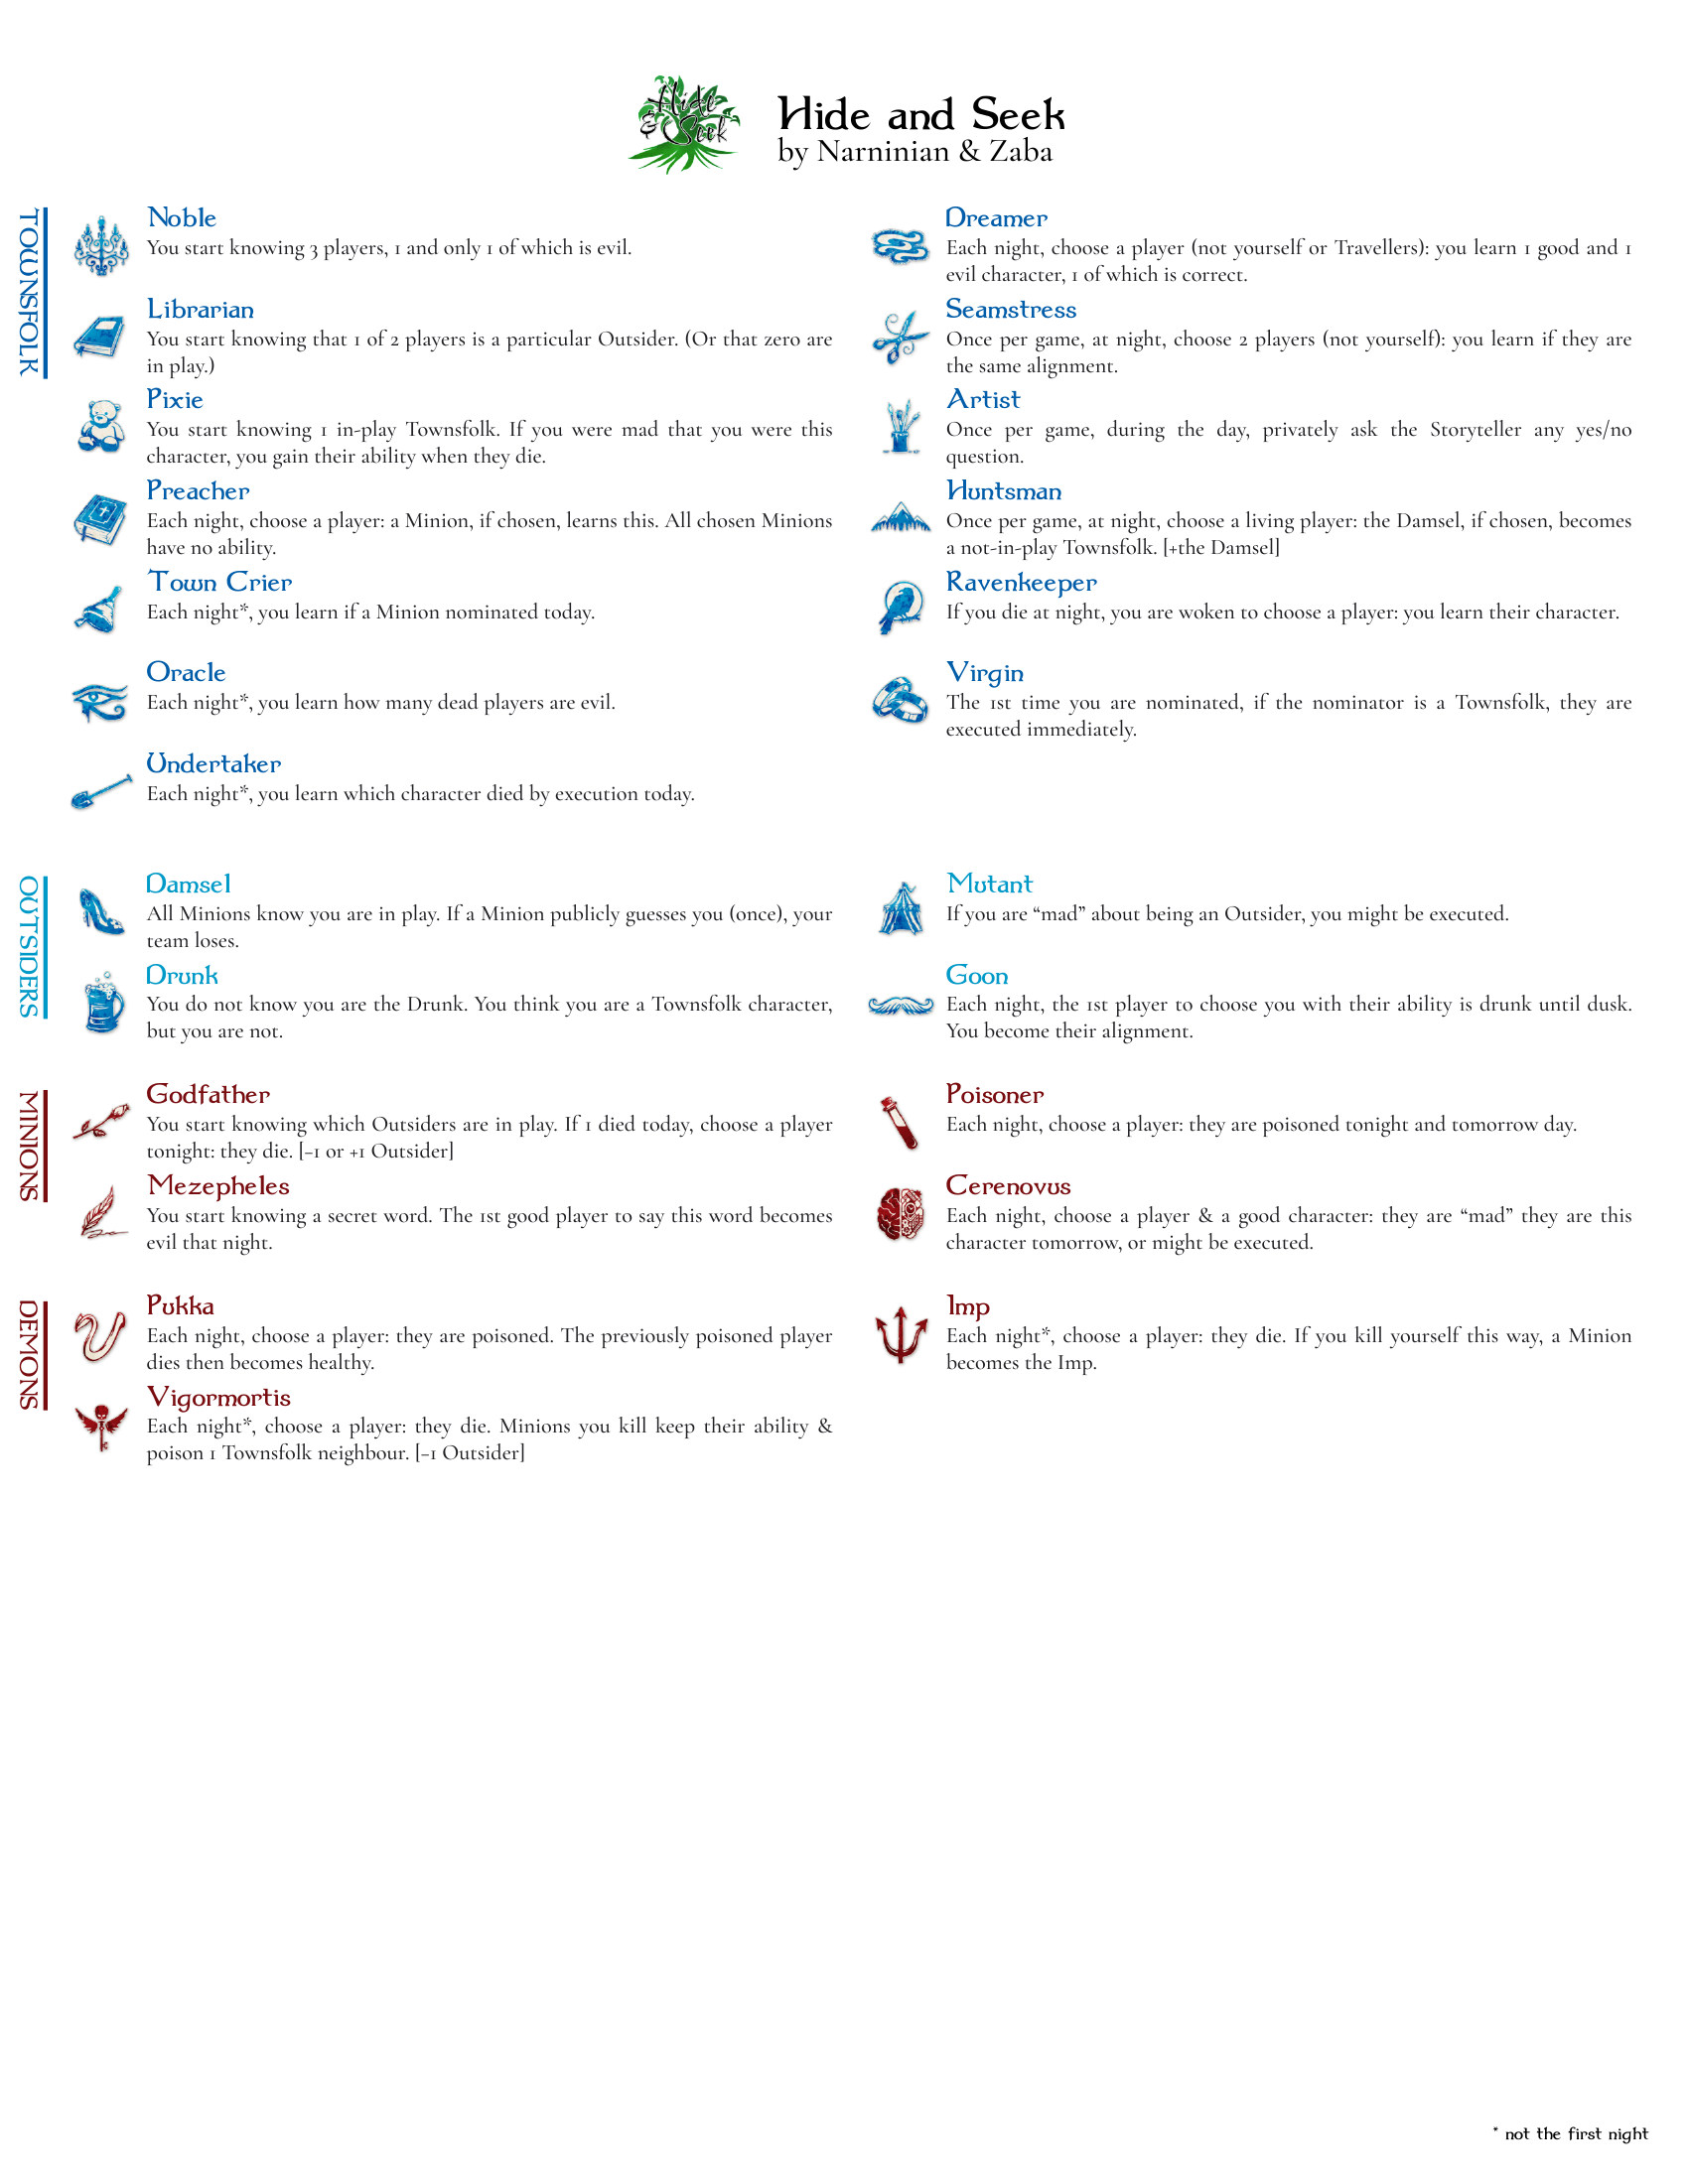 Hide
& Seek
Hide and Seek
by Narninian & Zaba
TOWNSFOLK
Noble
You start knowing 3 players, 1 and only 1 of which is evil.
Librarian
You start knowing that 1 of 2 players is a particular Outsider. (Or that zero are
in play.)
Pixie
You start knowing 1 in-play Townsfolk. If you were mad that you were this
character, you gain their ability when they die.
Preacher
Each night, choose a player: a Minion, if chosen, learns this. All chosen Minions
have no ability.
Town Crier
Each night*, you learn if a Minion nominated today.
Oracle
Each night*, you learn how many dead players are evil.
Undertaker
Each night*, you learn which character died by execution today.
Dreamer
Each night, choose a player (not yourself or Travellers): you learn 1 good and 1
evil character, 1 of which is correct.
Seamstress
Once per game, at night, choose 2 players (not yourself): you learn if they are
the same alignment.
Artist
Once per game, during the day, privately ask the Storyteller any yes/no
question.
Huntsman
Once per game, at night, choose a living player: the Damsel, if chosen, becomes
a not-in-play Townsfolk. [+the Damsel]
Ravenkeeper
If you die at night, you are woken to choose a player: you learn their character.
Virgin
The 1st time you are nominated, if the nominator is a Townsfolk, they are
executed immediately.
OUTSIDERS
Damsel
All Minions know you are in play. If a Minion publicly guesses you (once), your
team loses.
Drunk
You do not know you are the Drunk. You think you are a Townsfolk character,
but you are not.
Mutant
If you are “mad” about being an Outsider, you might be executed.
Goon
Each night, the 1st player to choose you with their ability is drunk until dusk.
You become their alignment.
MINIONS
Godfather
You start knowing which Outsiders are in play. If 1 died today, choose a player
tonight: they die. [−1 or +1 Outsider]
Mezepheles
You start knowing a secret word. The 1st good player to say this word becomes
evil that night.
Poisoner
Each night, choose a player: they are poisoned tonight and tomorrow day.
Cerenovus
Each night, choose a player & a good character: they are “mad” they are this
character tomorrow, or might be executed.
DEMONS
Pukka
Each night, choose a player: they are poisoned. The previously poisoned player
dies then becomes healthy.
Vigormortis
Each night*, choose a player: they die. Minions you kill keep their ability &
poison 1 Townsfolk neighbour. [−1 Outsider]
Imp
Each night*, choose a player: they die. If you kill yourself this way, a Minion
becomes the Imp.
* not the first night